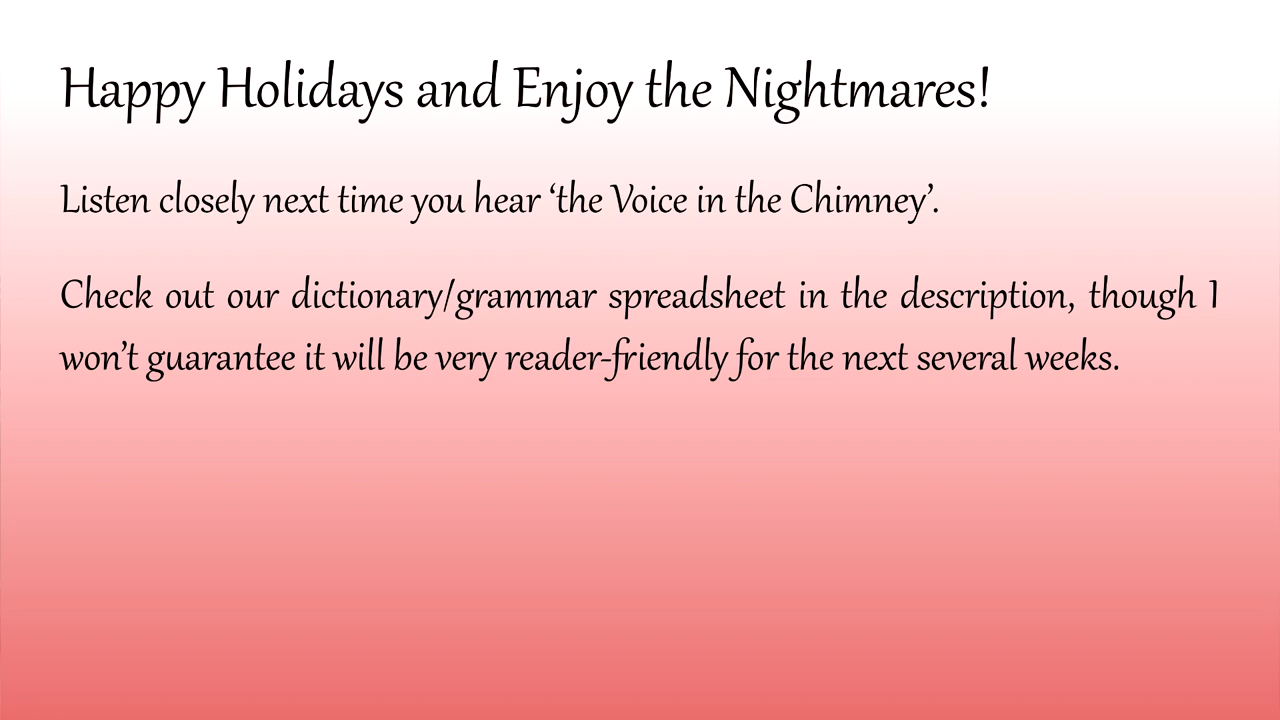 Happy Holidays and Enjoy the Nightmares!
Listen closely next time you hear ‘the Voice in the Chimney’.
Check out our dictionary/grammar spreadsheet in the description, though I
won’t guarantee it will be very reader-friendly for the next several weeks.